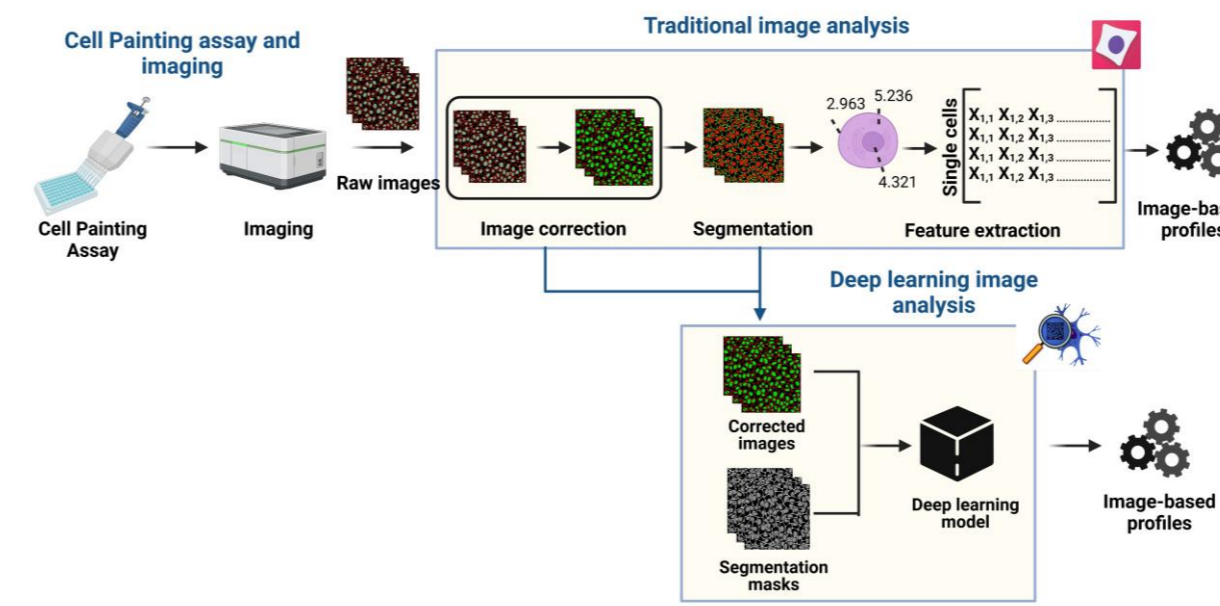 Cell Painting assay and
imaging
Traditional image analysis
Raw images
2.963
5.236
4.321
Single cells
X1,1 X1,2 X1,3 ................
X1,1 X1,2 X1,3 ................
X1,1 X1,2 X1,3 ................
X1,1 X1,2 X1,3 ................
Cell Painting
Assay
Imaging
Image correction
Segmentation
Feature extraction
profiles
Deep learning image
analysis
Corrected
images
Segmentation
masks
Deep learning
model
Image-based
profiles